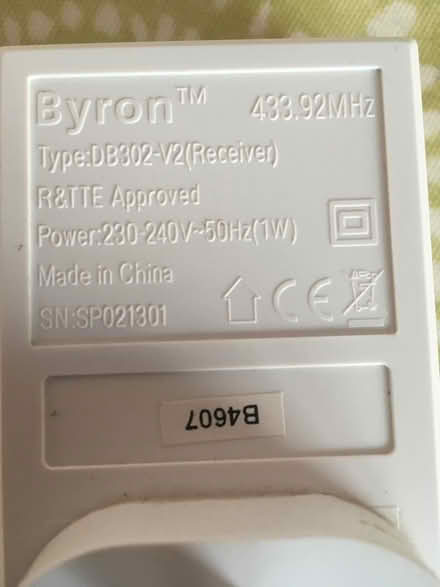 Byron™ 433.92MHz
Type:DB302-V2(Receiver)
R&TTE Approved
Power:230-240V~50Hz(1W)
Made in China
SN:SP021301
CE
B4607